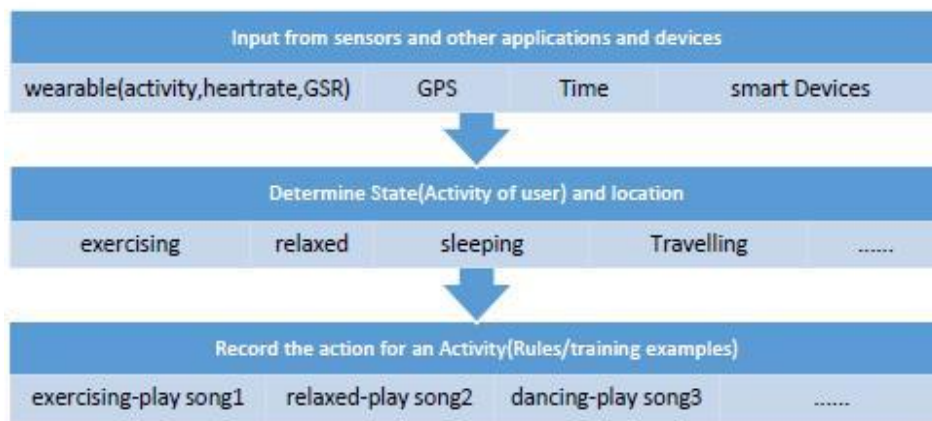 Input from sensors and other applications and devices
wearable(activity,heartrate,GSR) GPS Time smart Devices
Determine State(Activity of user) and location
exercising relaxed sleeping Travelling ......
Record the action for an Activity(Rules/training examples)
exercising-play song1 relaxed-play song2 dancing-play song3 ......